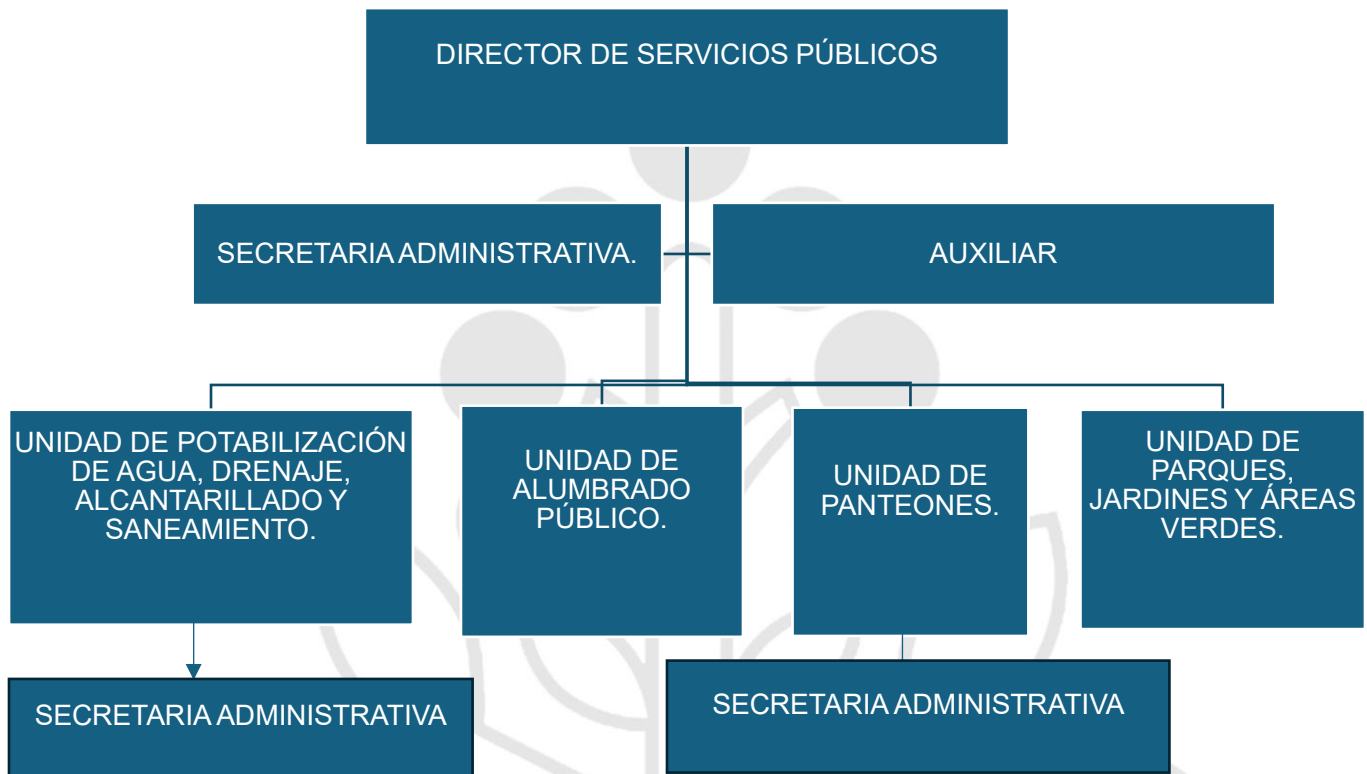 DIRECTOR DE SERVICIOS PÚBLICOS
SECRETARIA ADMINISTRATIVA.
AUXILIAR
UNIDAD DE POTABILIZACIÓN
DE AGUA, DRENAJE,
ALCANTARILLADO Y
SANEAMIENTO.
UNIDAD DE
ALUMBRADO
PÚBLICO.
UNIDAD DE
PANTEONES.
UNIDAD DE
PARQUES,
JARDINES Y ÁREAS
VERDES.
SECRETARIA ADMINISTRATIVA
SECRETARIA ADMINISTRATIVA